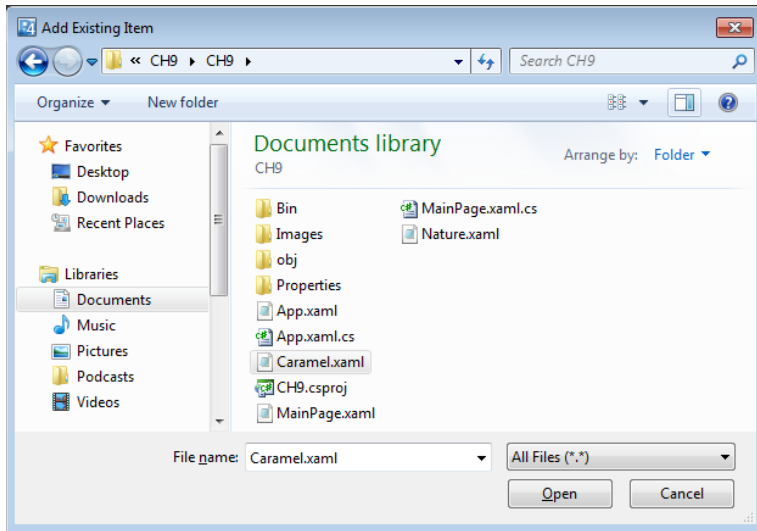 Add Existing Item
« CH9 CH9
Search CH9
Organize
New folder
Favorites
Desktop
Downloads
Recent Places
Libraries
Documents
Music
Pictures
Podcasts
Videos
Documents library
CH9
Arrange by: Folder
Bin
Images
obj
Properties
App.xaml
App.xaml.cs
Caramel.xaml
CH9.csproj
MainPage.xaml
MainPage.xaml.cs
Nature.xaml
File name: Caramel.xaml
All Files (*.*)
Open
Cancel